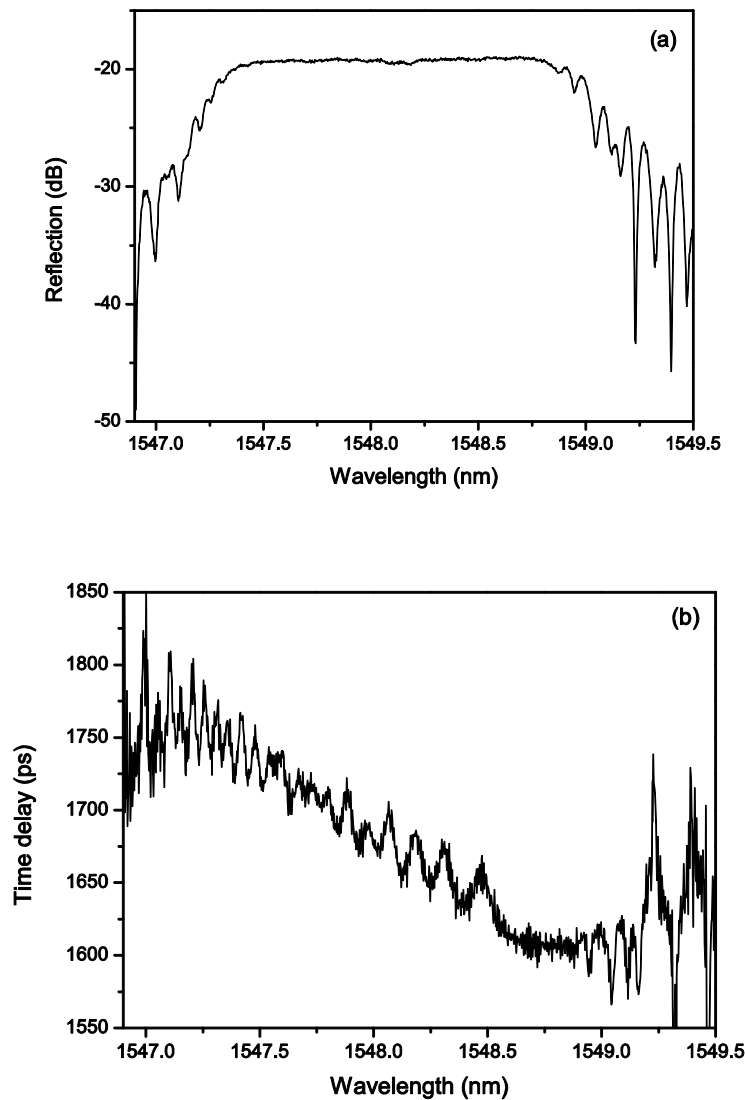 (a)
-20
-30
-40
-50
Reflection (dB)
1547.0 1547.5 1548.0 1548.5 1549.0 1549.5
Wavelength (nm)
(b)
1850
1800
1750
1700
1650
1600
1550
Time delay (ps)
1547.0 1547.5 1548.0 1548.5 1549.0 1549.5
Wavelength (nm)